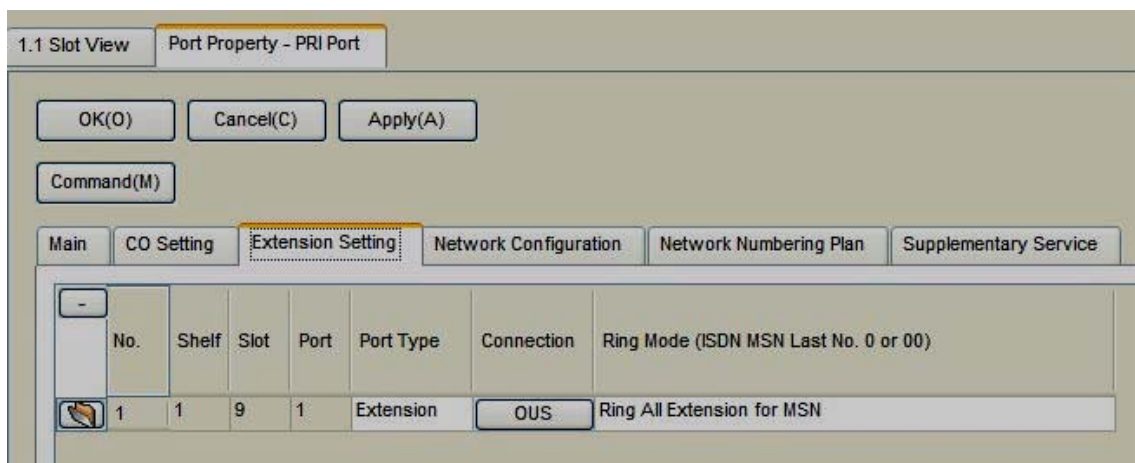 1.1 Slot View Port Property - PRI Port
OK(O) Cancel(C) Apply(A)
Command(M)
Main CO Setting Extension Setting Network Configuration Network Numbering Plan Supplementary Service
- No. Shelf Slot Port Port Type Connection Ring Mode (ISDN MSN Last No. 0 or 00)
1 1 9 1 Extension OUS Ring All Extension for MSN